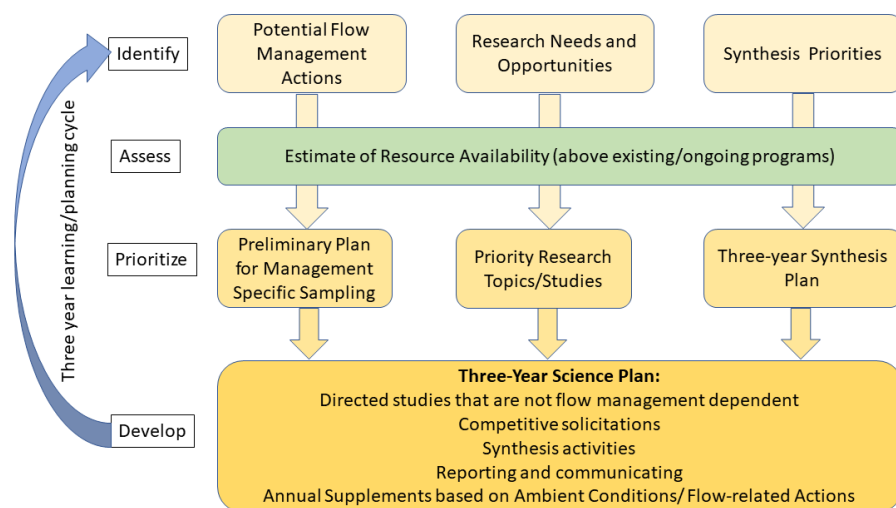 Identify
Potential Flow
Management
Actions
Research Needs and
Opportunities
Synthesis Priorities
Three year learning/planning cycle
Assess
Estimate of Resource Availability (above existing/ongoing programs)
Prioritize
Preliminary Plan
for Management
Specific Sampling
Priority Research
Topics/Studies
Three-year Synthesis
Plan
Develop
Three-Year Science Plan:
Directed studies that are not flow management dependent
Competitive solicitations
Synthesis activities
Reporting and communicating
Annual Supplements based on Ambient Conditions/ Flow-related Actions